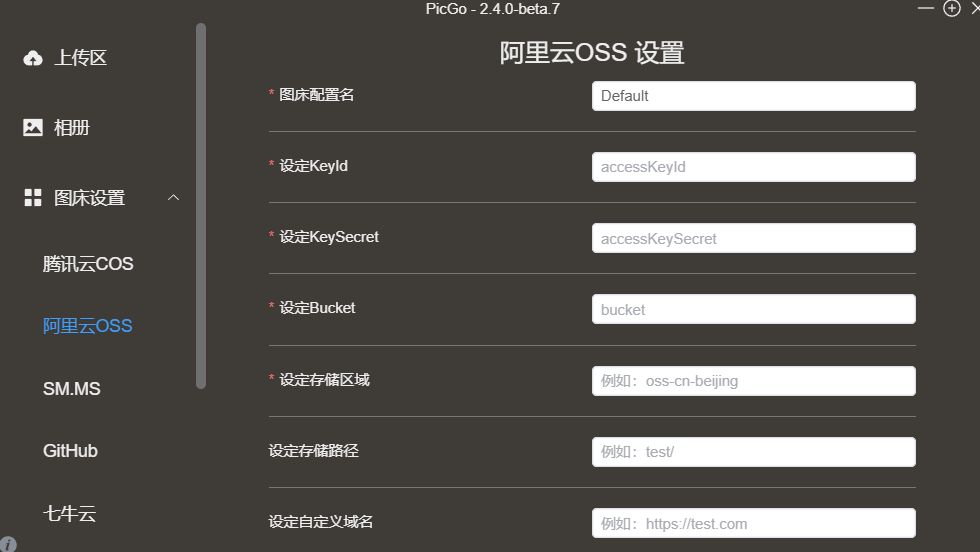 PicGo - 2.4.0-beta.7
上传区
相册
图床设置
腾讯云COS
阿里云OSS
SM.MS
GitHub
七牛云
阿里云OSS 设置
* 图床配置名
Default
* 设定KeyId
accessKeyId
* 设定KeySecret
accessKeySecret
* 设定Bucket
bucket
* 设定存储区域
例如：oss-cn-beijing
设定存储路径
例如：test/
设定自定义域名
例如：https://test.com